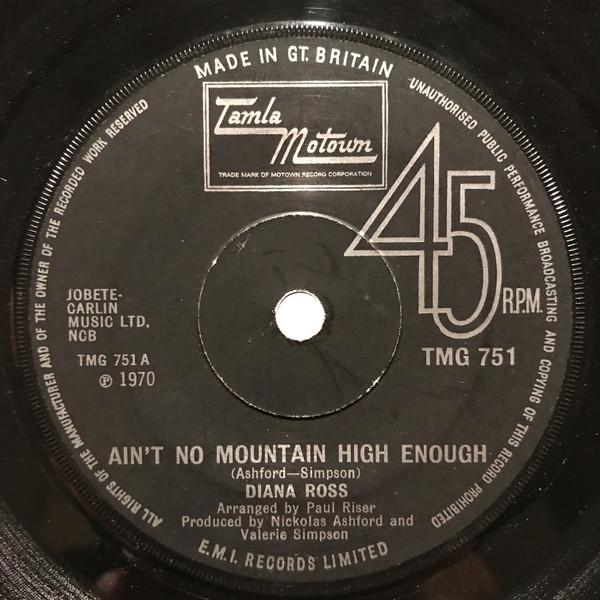 MADE IN GT. BRITAIN
Tamla
Motown
TRADE MARK OF MOTOWN RECORD CORPORATION
45
R.P.M.
JOBETE-
CARLIN
MUSIC LTD,
NCB
TMG 751 A
℗ 1970
TMG 751
AIN'T NO MOUNTAIN HIGH ENOUGH
(Ashford—Simpson)
DIANA ROSS
Arranged by Paul Riser
Produced by Nickolas Ashford and
Valerie Simpson
E.M.I. RECORDS LIMITED
ALL RIGHTS OF THE MANUFACTURER AND OF THE OWNER OF THE RECORDED WORK RESERVED
UNAUTHORISED PUBLIC PERFORMANCE BROADCASTING AND COPYING OF THIS RECORD PROHIBITED